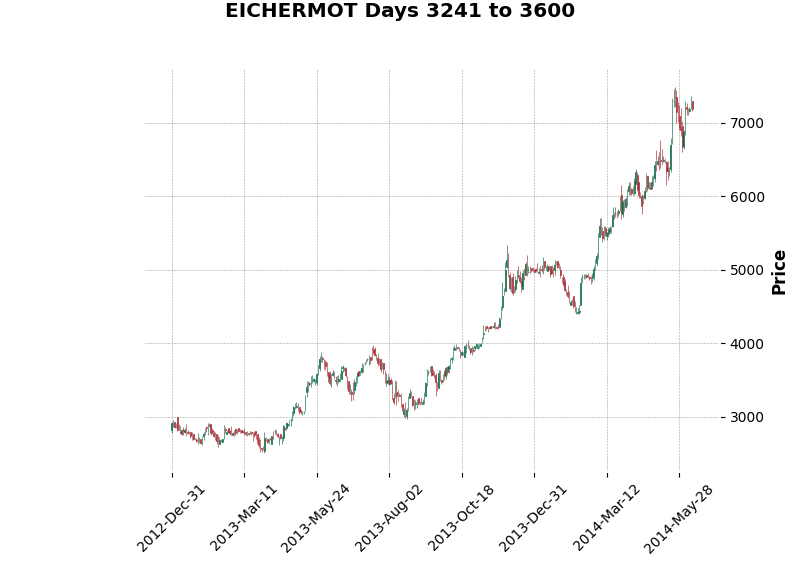 EICHERMOT Days 3241 to 3600
7000
6000
5000
4000
3000
Price
2012-Dec-31
2013-Mar-11
2013-May-24
2013-Aug-02
2013-Oct-18
2013-Dec-31
2014-Mar-12
2014-May-28